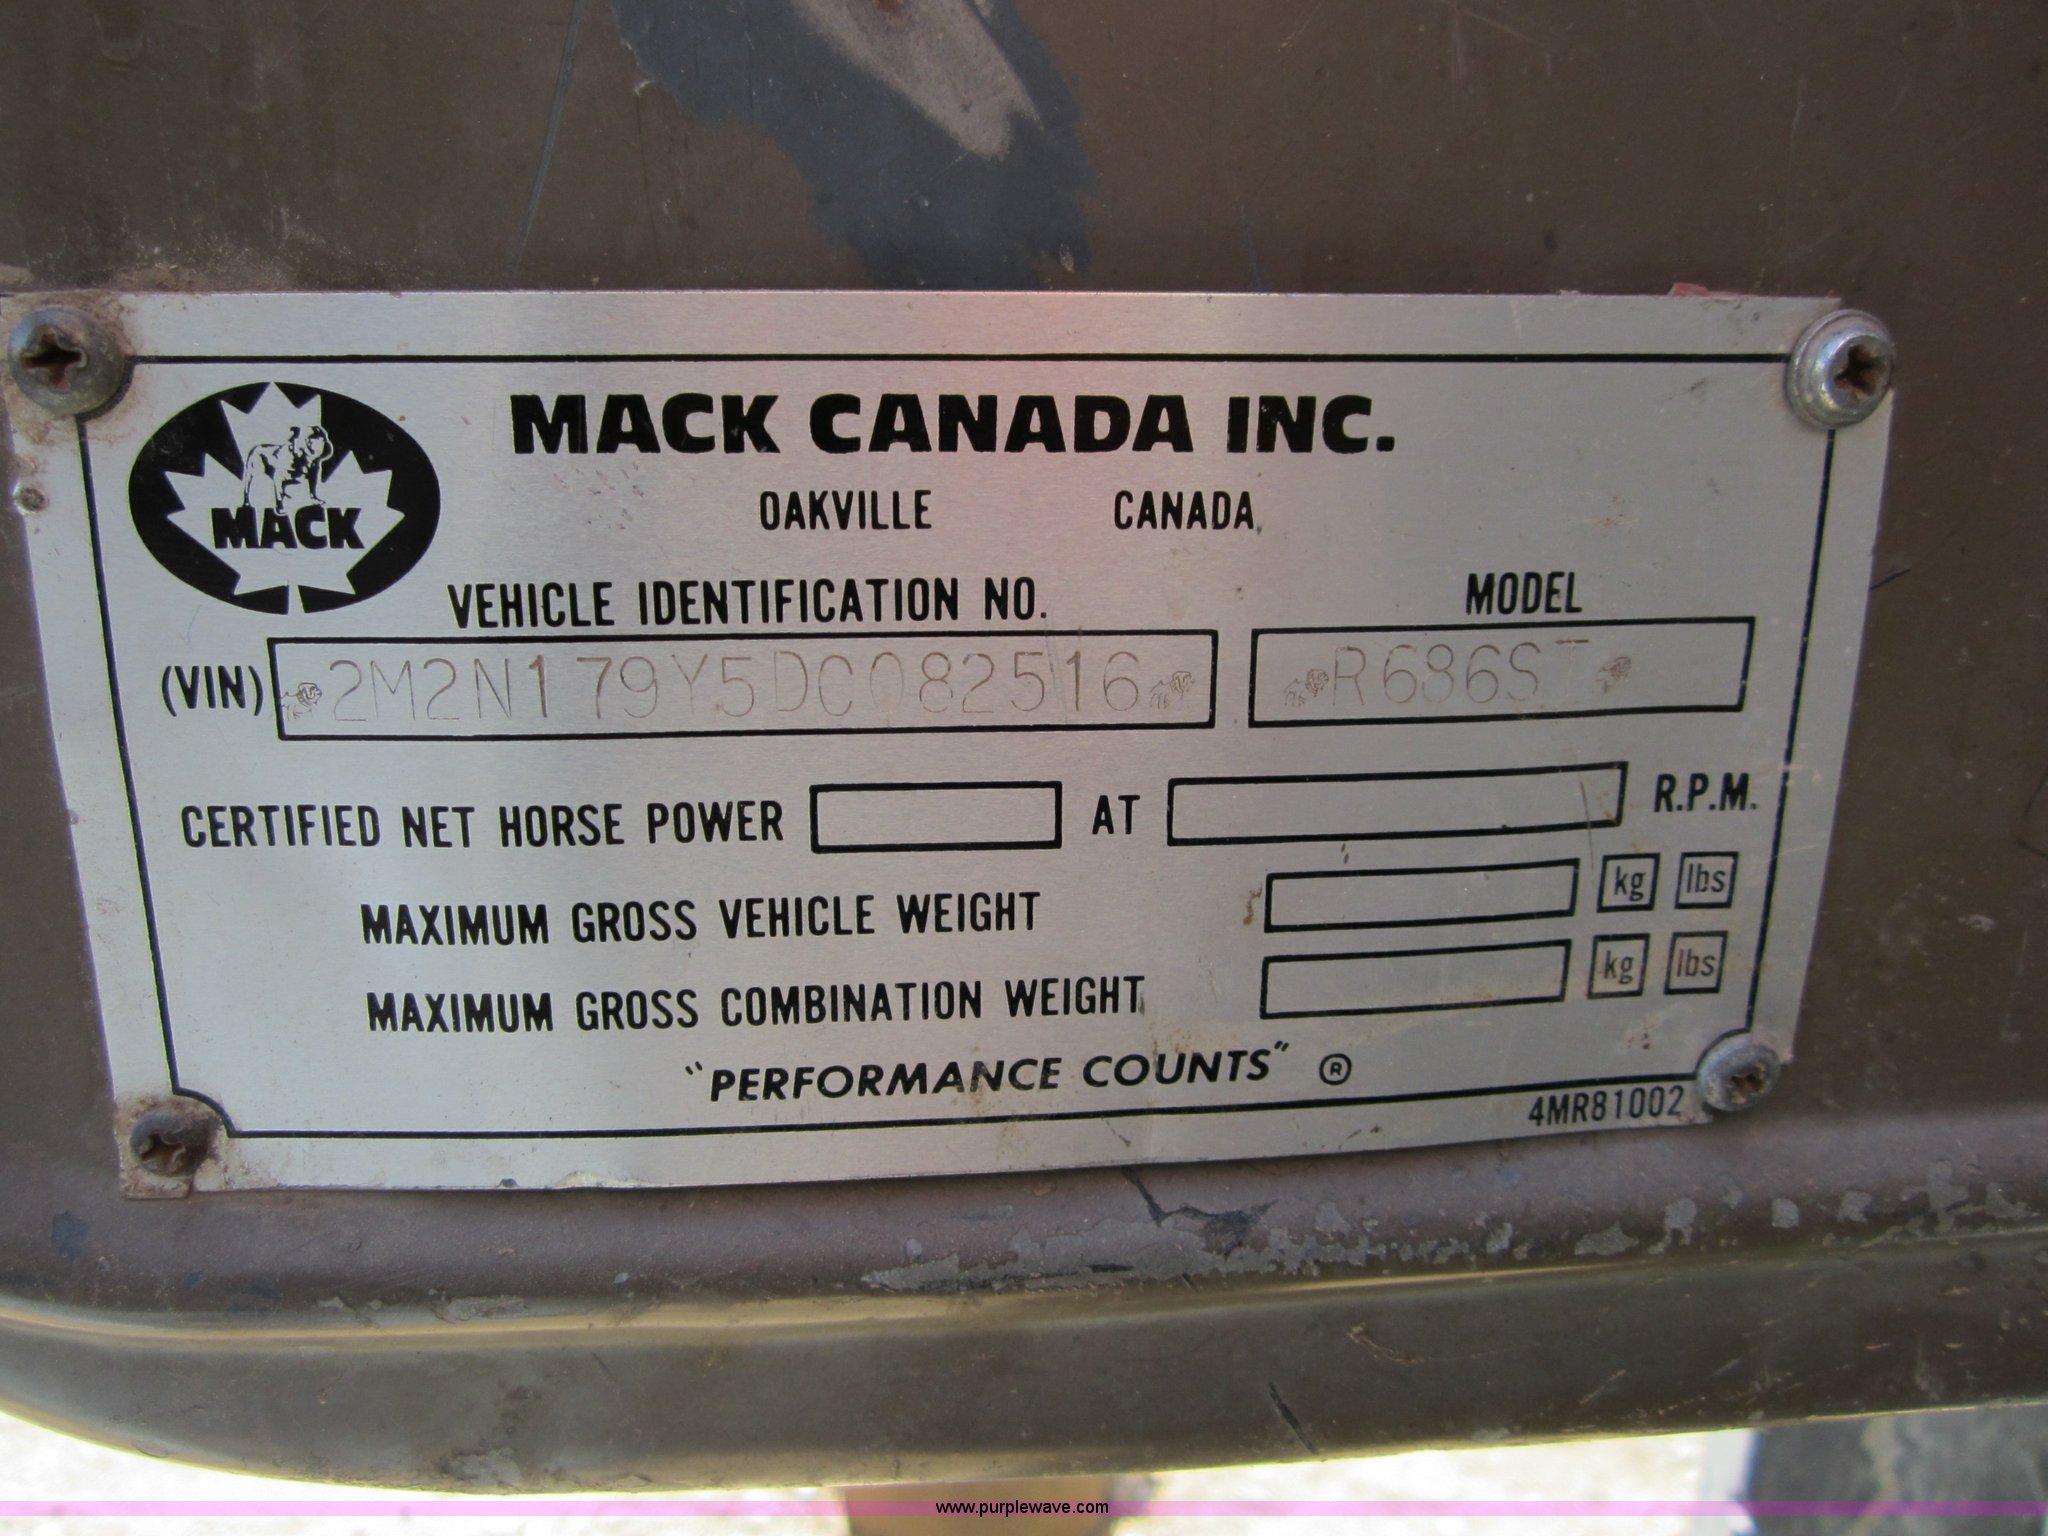 MACK CANADA INC.
MACK
OAKVILLE CANADA
VEHICLE IDENTIFICATION NO. MODEL
(VIN) 2M2N179Y5DC082516 R686ST
CERTIFIED NET HORSE POWER AT R.P.M.
MAXIMUM GROSS VEHICLE WEIGHT kg lbs
MAXIMUM GROSS COMBINATION WEIGHT kg lbs
"PERFORMANCE COUNTS" ®
4MR81002
www.purplewave.com